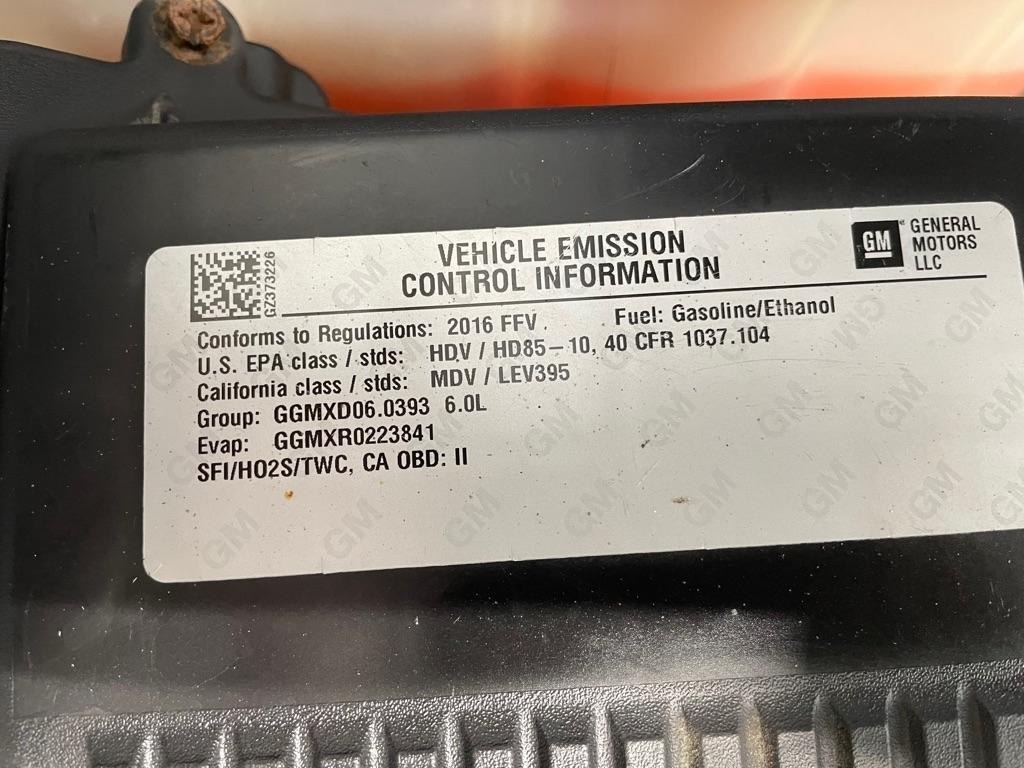 VEHICLE EMISSION
CONTROL INFORMATION
GM
GENERAL
MOTORS
LLC
GZ373226
Conforms to Regulations: 2016 FFV Fuel: Gasoline/Ethanol
U.S. EPA class / stds: HDV / HD85-10, 40 CFR 1037.104
California class / stds: MDV / LEV395
Group: GGMXD06.0393 6.0L
Evap: GGMXR0223841
SFI/HO2S/TWC, CA OBD: II